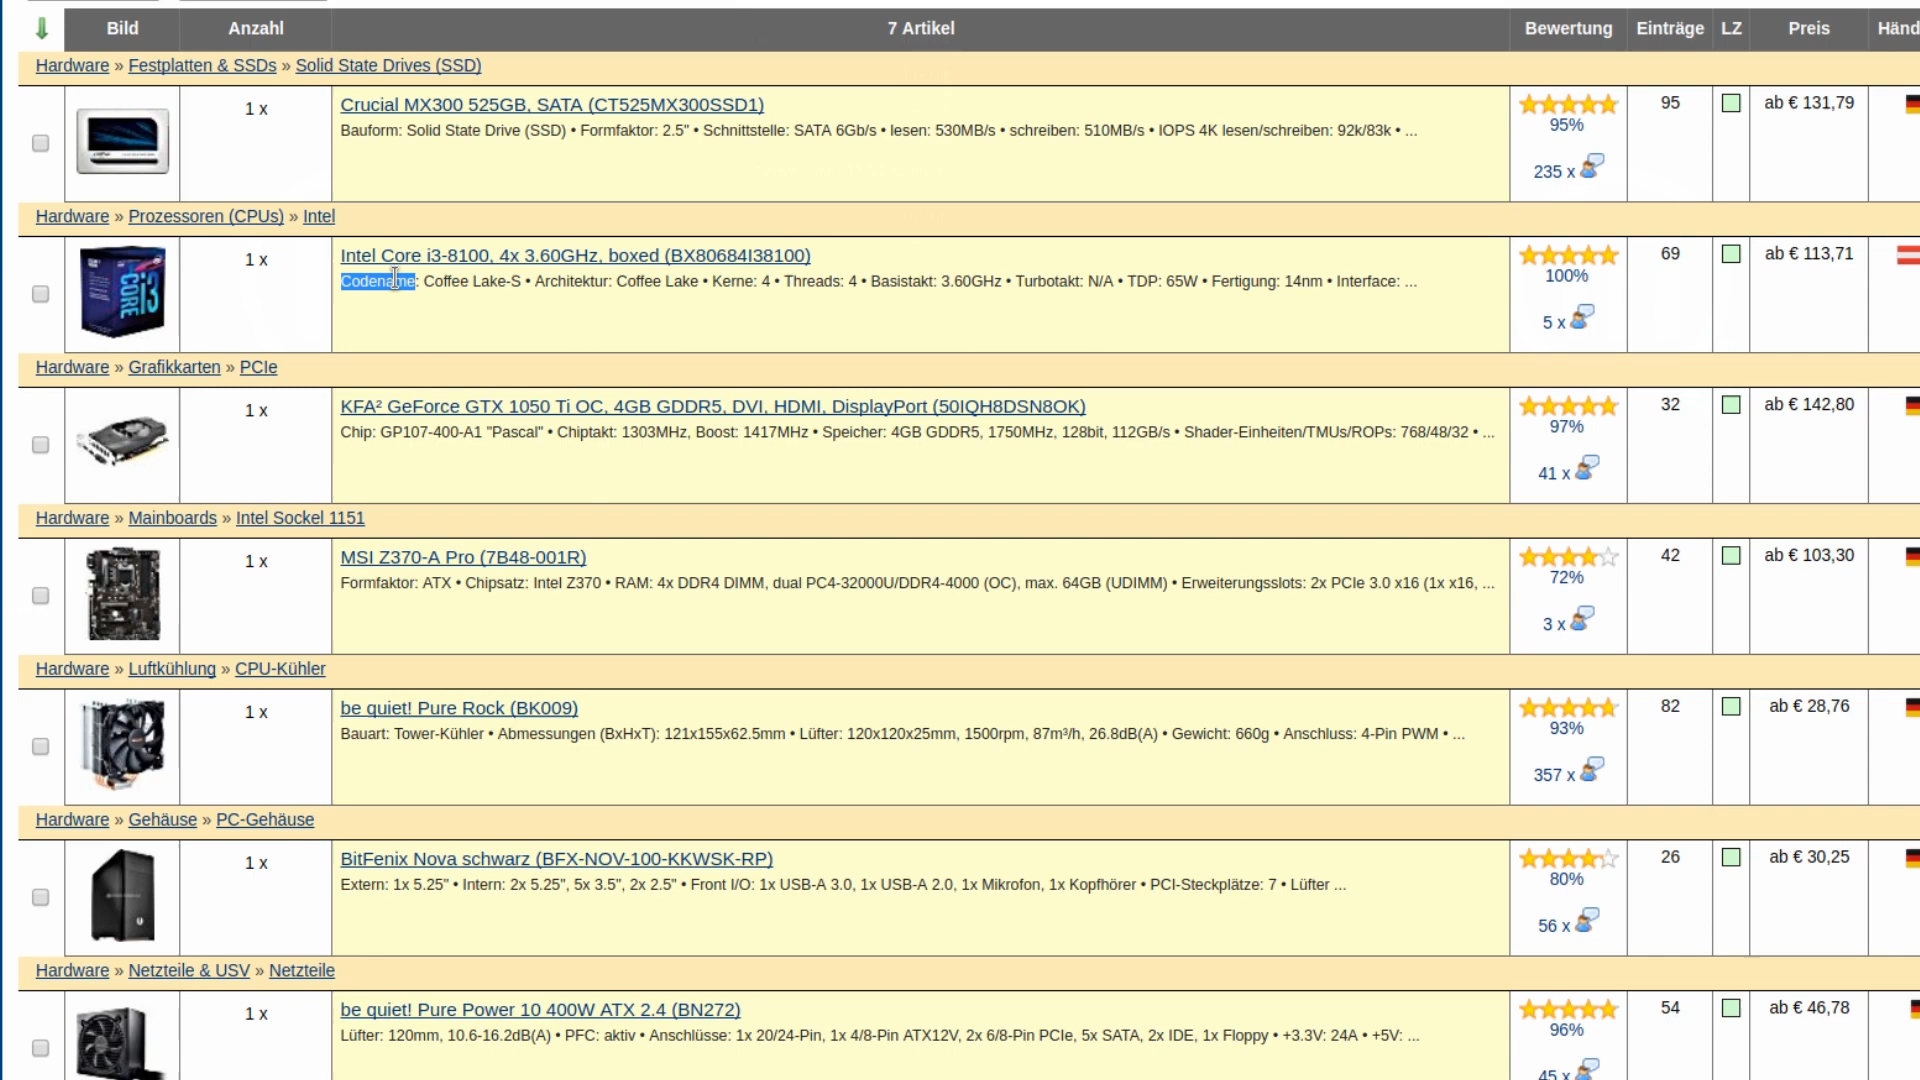 Bild Anzahl 7 Artikel Bewertung Einträge LZ Preis Händ
Hardware » Festplatten & SSDs » Solid State Drives (SSD)
1 x Crucial MX300 525GB, SATA (CT525MX300SSD1) 95 ab € 131,79
Bauform: Solid State Drive (SSD) • Formfaktor: 2.5" • Schnittstelle: SATA 6Gb/s • lesen: 530MB/s • schreiben: 510MB/s • IOPS 4K lesen/schreiben: 92k/83k • ...
95%
235 x
Hardware » Prozessoren (CPUs) » Intel
1 x Intel Core i3-8100, 4x 3.60GHz, boxed (BX80684I38100) 69 ab € 113,71
Codename: Coffee Lake-S • Architektur: Coffee Lake • Kerne: 4 • Threads: 4 • Basistakt: 3.60GHz • Turbotakt: N/A • TDP: 65W • Fertigung: 14nm • Interface: ...
100%
CORE i3
5 x
Hardware » Grafikkarten » PCIe
1 x KFA² GeForce GTX 1050 Ti OC, 4GB GDDR5, DVI, HDMI, DisplayPort (50IQH8DSN8OK) 32 ab € 142,80
Chip: GP107-400-A1 "Pascal" • Chiptakt: 1303MHz, Boost: 1417MHz • Speicher: 4GB GDDR5, 1750MHz, 128bit, 112GB/s • Shader-Einheiten/TMUs/ROPs: 768/48/32 • ...
97%
41 x
Hardware » Mainboards » Intel Sockel 1151
1 x MSI Z370-A Pro (7B48-001R) 42 ab € 103,30
Formfaktor: ATX • Chipsatz: Intel Z370 • RAM: 4x DDR4 DIMM, dual PC4-32000U/DDR4-4000 (OC), max. 64GB (UDIMM) • Erweiterungsslots: 2x PCIe 3.0 x16 (1x x16, ...
72%
3 x
Hardware » Luftkühlung » CPU-Kühler
1 x be quiet! Pure Rock (BK009) 82 ab € 28,76
Bauart: Tower-Kühler • Abmessungen (BxHxT): 121x155x62.5mm • Lüfter: 120x120x25mm, 1500rpm, 87m³/h, 26.8dB(A) • Gewicht: 660g • Anschluss: 4-Pin PWM • ...
93%
357 x
Hardware » Gehäuse » PC-Gehäuse
1 x BitFenix Nova schwarz (BFX-NOV-100-KKWSK-RP) 26 ab € 30,25
Extern: 1x 5.25" • Intern: 2x 5.25", 5x 3.5", 2x 2.5" • Front I/O: 1x USB-A 3.0, 1x USB-A 2.0, 1x Mikrofon, 1x Kopfhörer • PCI-Steckplätze: 7 • Lüfter ...
80%
56 x
Hardware » Netzteile & USV » Netzteile
1 x be quiet! Pure Power 10 400W ATX 2.4 (BN272) 54 ab € 46,78
Lüfter: 120mm, 10.6-16.2dB(A) • PFC: aktiv • Anschlüsse: 1x 20/24-Pin, 1x 4/8-Pin ATX12V, 2x 6/8-Pin PCIe, 5x SATA, 2x IDE, 1x Floppy • +3.3V: 24A • +5V: ...
96%
45 x